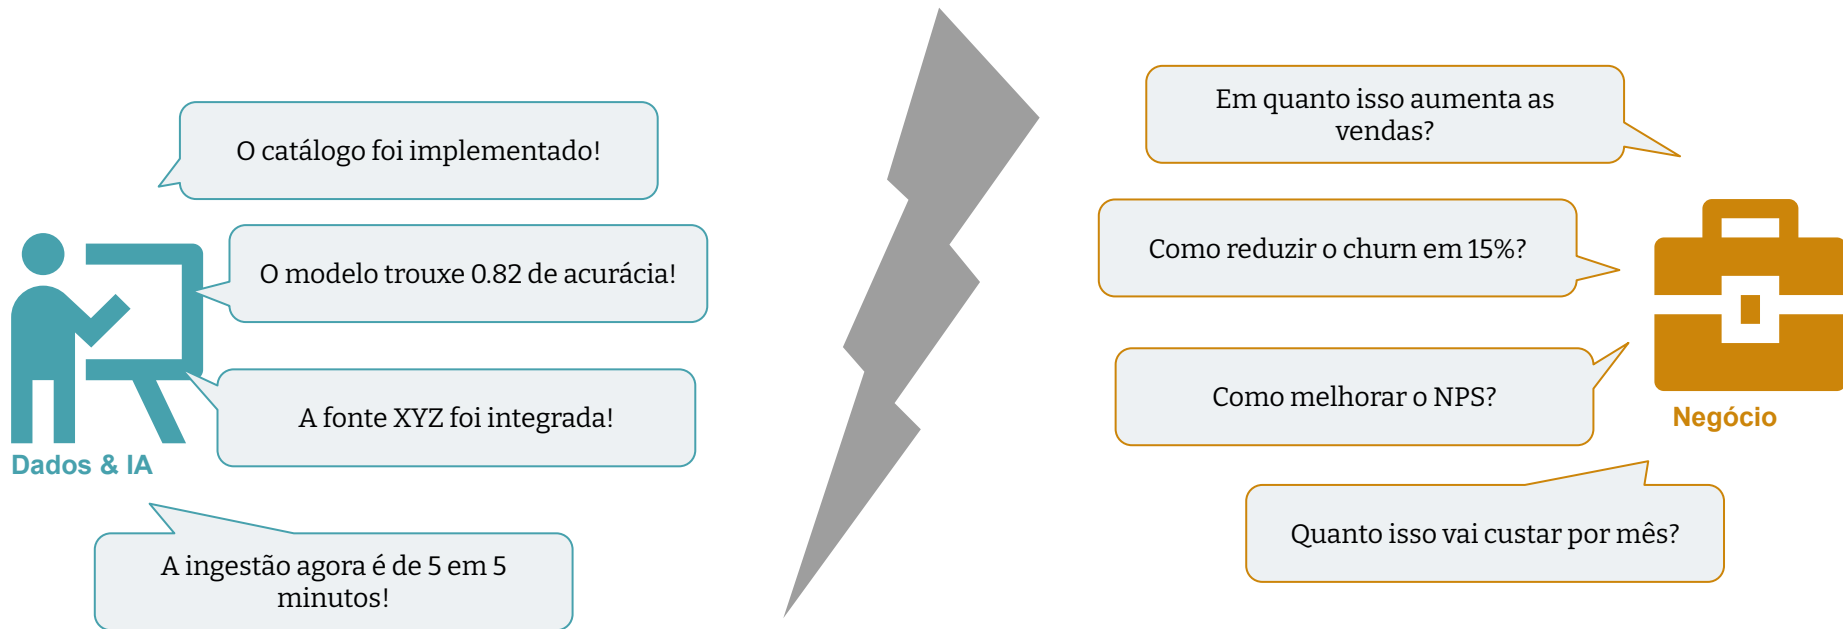 O catálogo foi implementado!
O modelo trouxe 0.82 de acurácia!
A fonte XYZ foi integrada!
Dados & IA
A ingestão agora é de 5 em 5
minutos!
Em quanto isso aumenta as
vendas?
Como reduzir o churn em 15%?
Como melhorar o NPS?
Negócio
Quanto isso vai custar por mês?